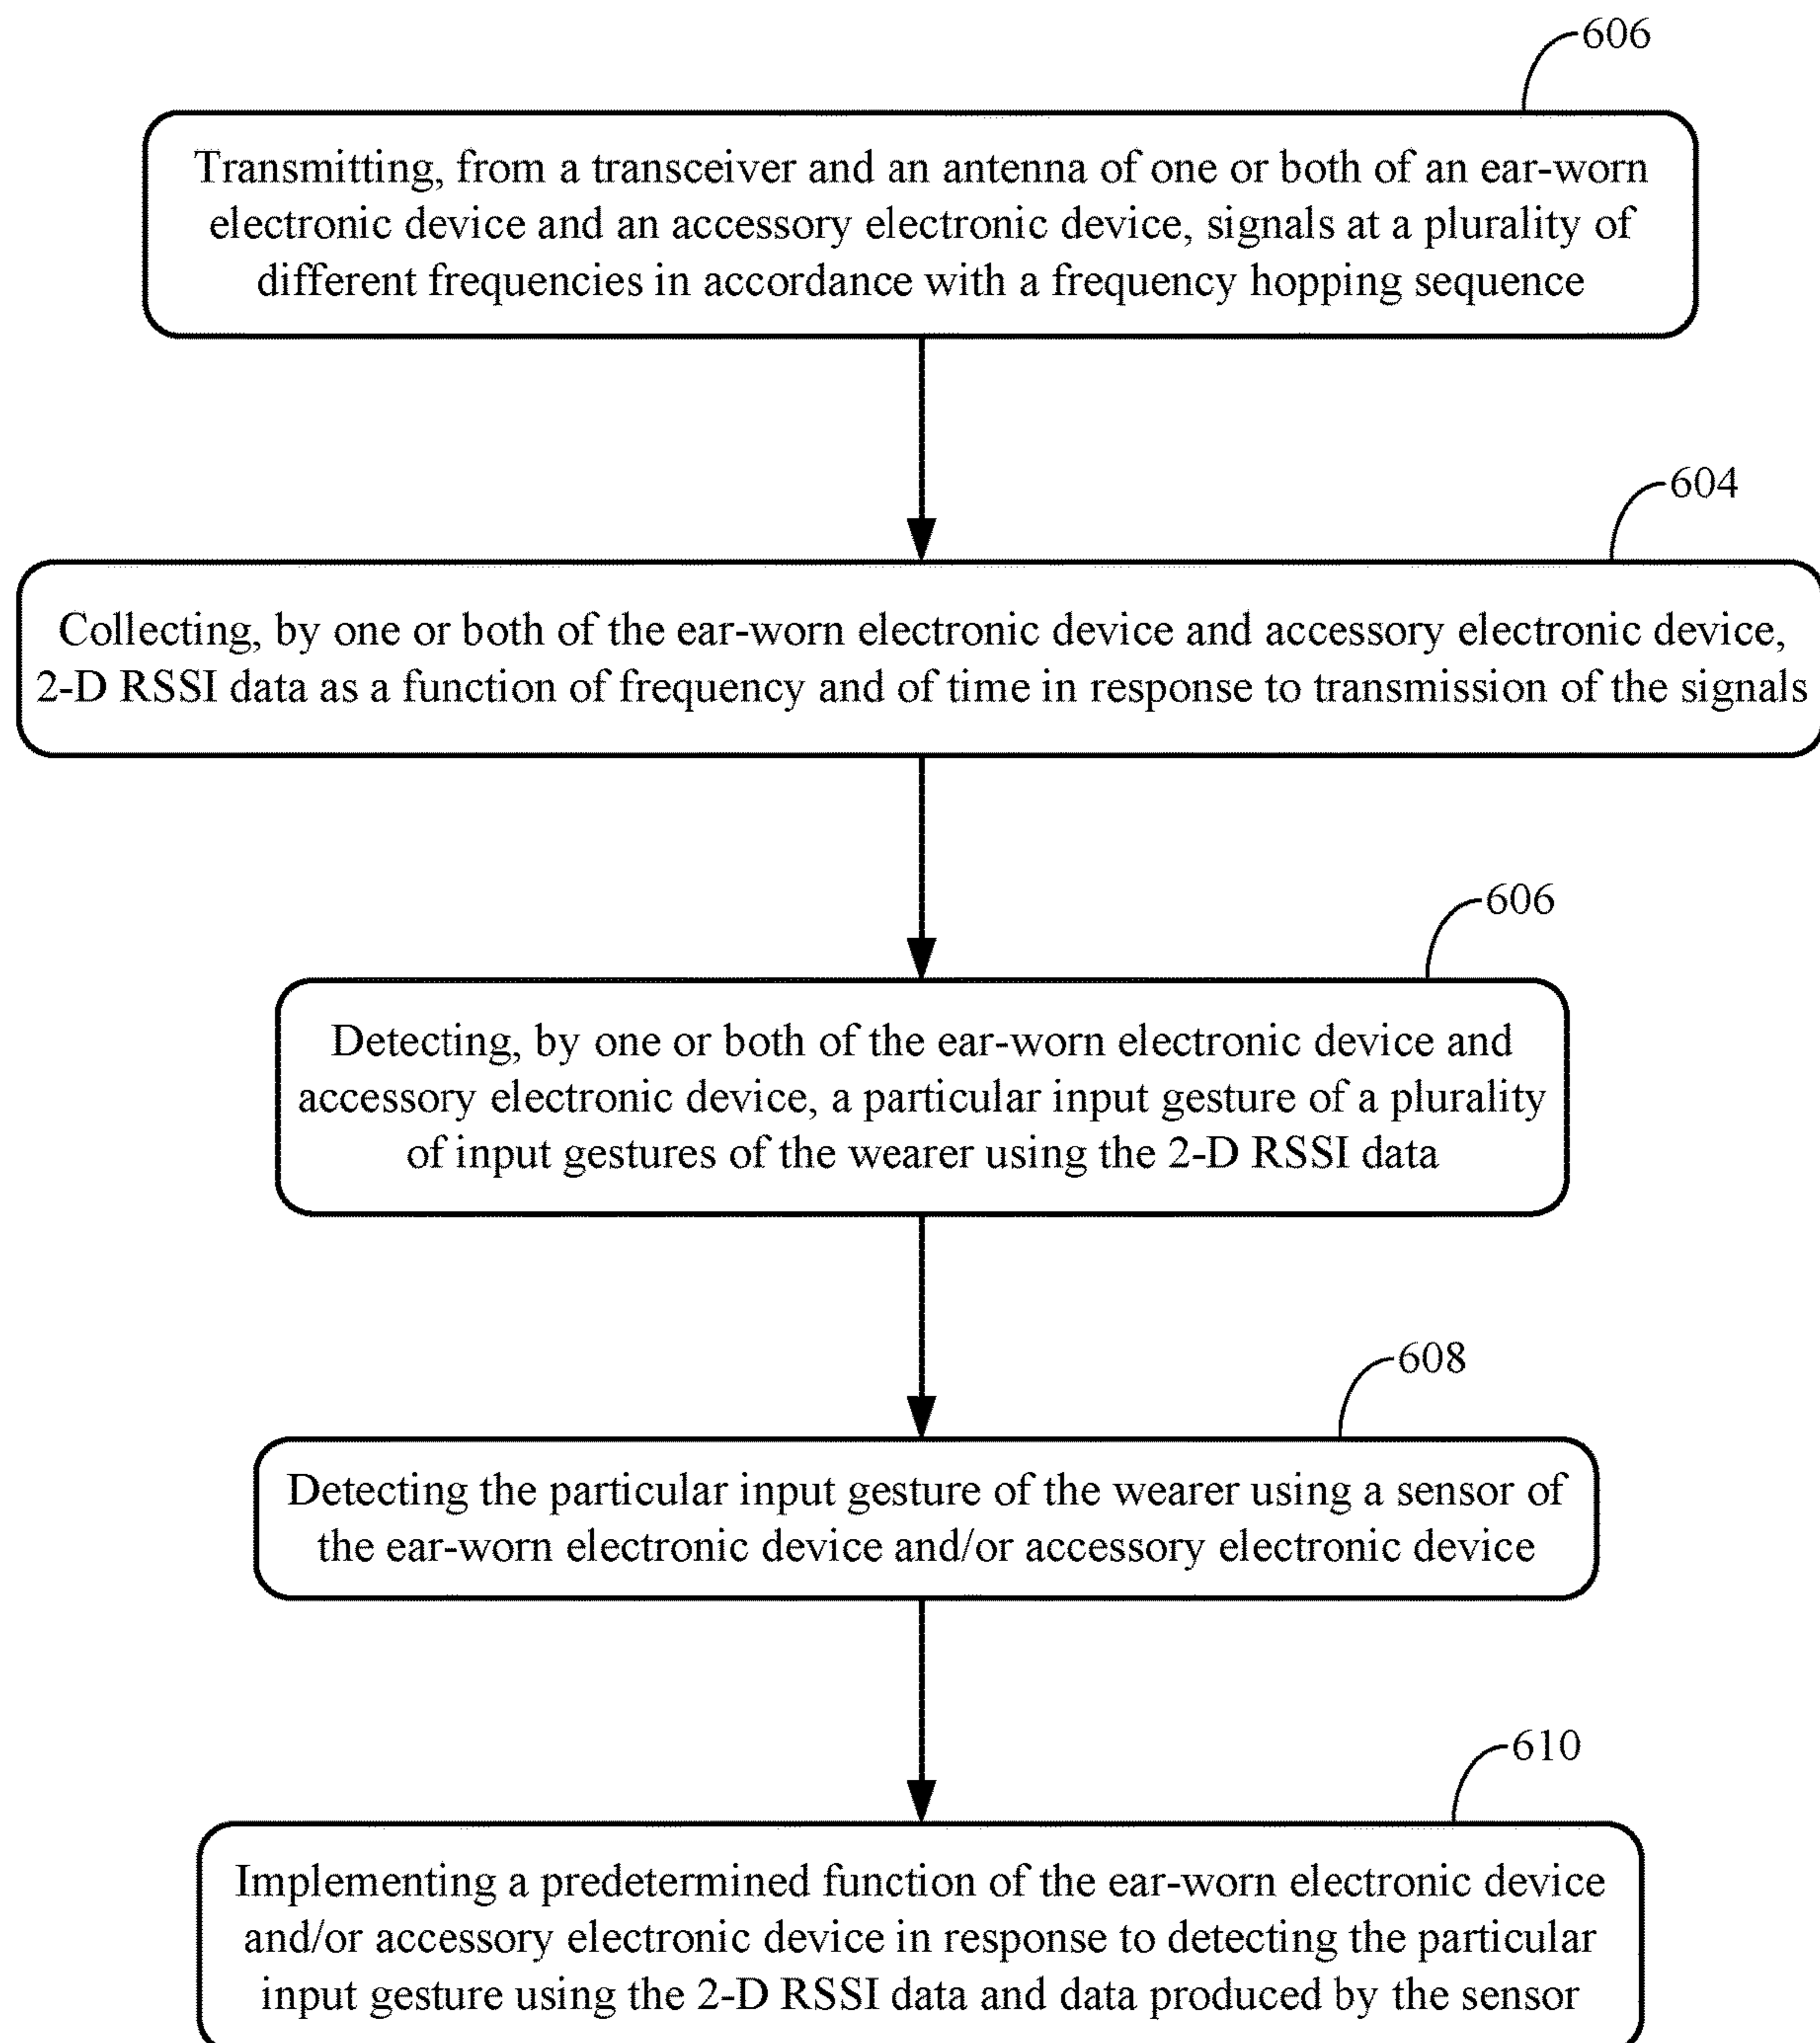 606
Transmitting, from a transceiver and an antenna of one or both of an ear-worn
electronic device and an accessory electronic device, signals at a plurality of
different frequencies in accordance with a frequency hopping sequence
604
Collecting, by one or both of the ear-worn electronic device and accessory electronic device,
2-D RSSI data as a function of frequency and of time in response to transmission of the signals
606
Detecting, by one or both of the ear-worn electronic device and
accessory electronic device, a particular input gesture of a plurality
of input gestures of the wearer using the 2-D RSSI data
608
Detecting the particular input gesture of the wearer using a sensor of
the ear-worn electronic device and/or accessory electronic device
610
Implementing a predetermined function of the ear-worn electronic device
and/or accessory electronic device in response to detecting the particular
input gesture using the 2-D RSSI data and data produced by the sensor